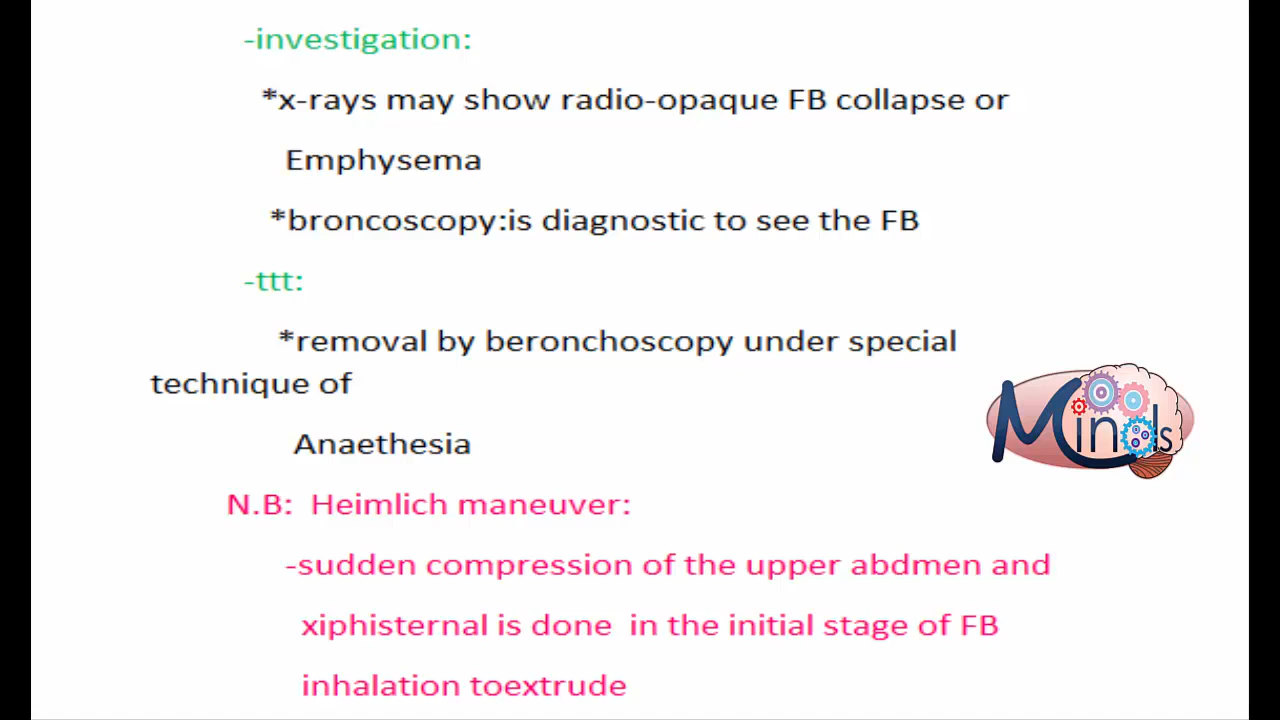 -investigation:
*x-rays may show radio-opaque FB collapse or
Emphysema
*broncoscopy:is diagnostic to see the FB
-ttt:
*removal by beronchoscopy under special
technique of
Anaethesia
Minds
N.B:  Heimlich maneuver:
-sudden compression of the upper abdmen and
xiphisternal is done  in the initial stage of FB
inhalation toextrude